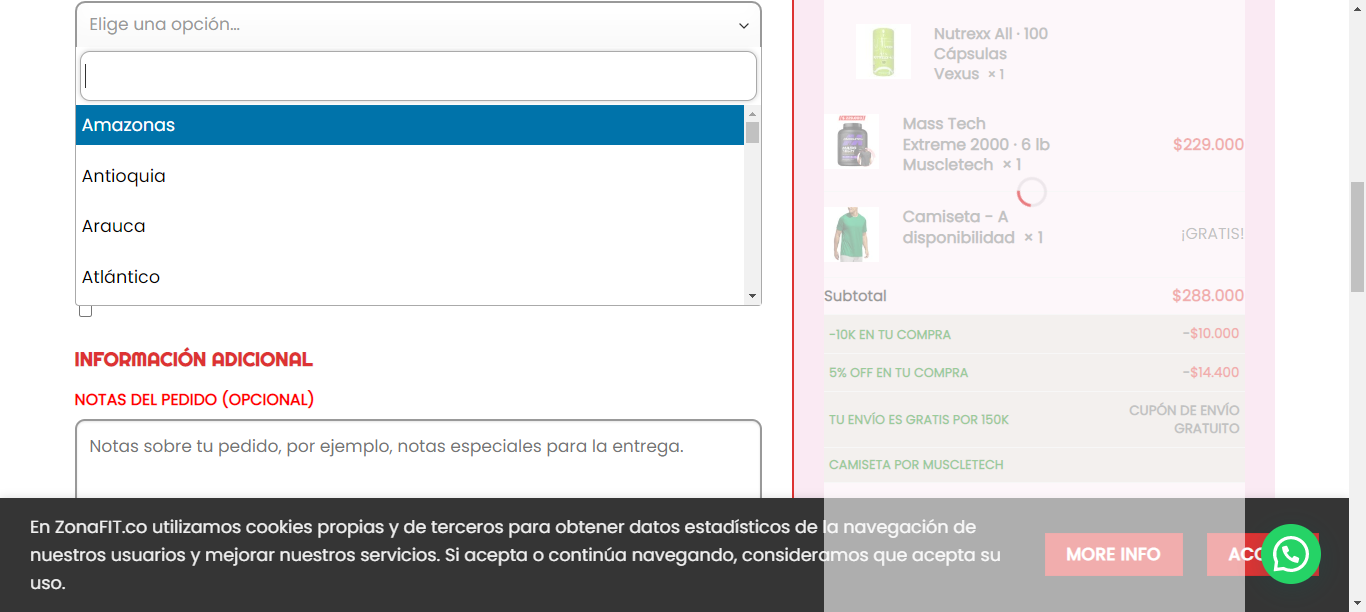 Elige una opción...
Amazonas
Antioquia
Arauca
Atlántico
INFORMACIÓN ADICIONAL
NOTAS DEL PEDIDO (OPCIONAL)
Notas sobre tu pedido, por ejemplo, notas especiales para la entrega.
Nutrexx All · 100
Cápsulas
Vexus × 1
Mass Tech
Extreme 2000 · 6 lb
Muscletech × 1
$229.000
Camiseta - A
disponibilidad × 1
¡GRATIS!
Subtotal
$288.000
-10K EN TU COMPRA
-$10.000
5% OFF EN TU COMPRA
-$14.400
TU ENVÍO ES GRATIS POR 150K
CUPÓN DE ENVÍO
GRATUITO
CAMISETA POR MUSCLETECH
En ZonaFIT.co utilizamos cookies propias y de terceros para obtener datos estadísticos de la navegación de
nuestros usuarios y mejorar nuestros servicios. Si acepta o continúa navegando, consideramos que acepta su
uso.
MORE INFO